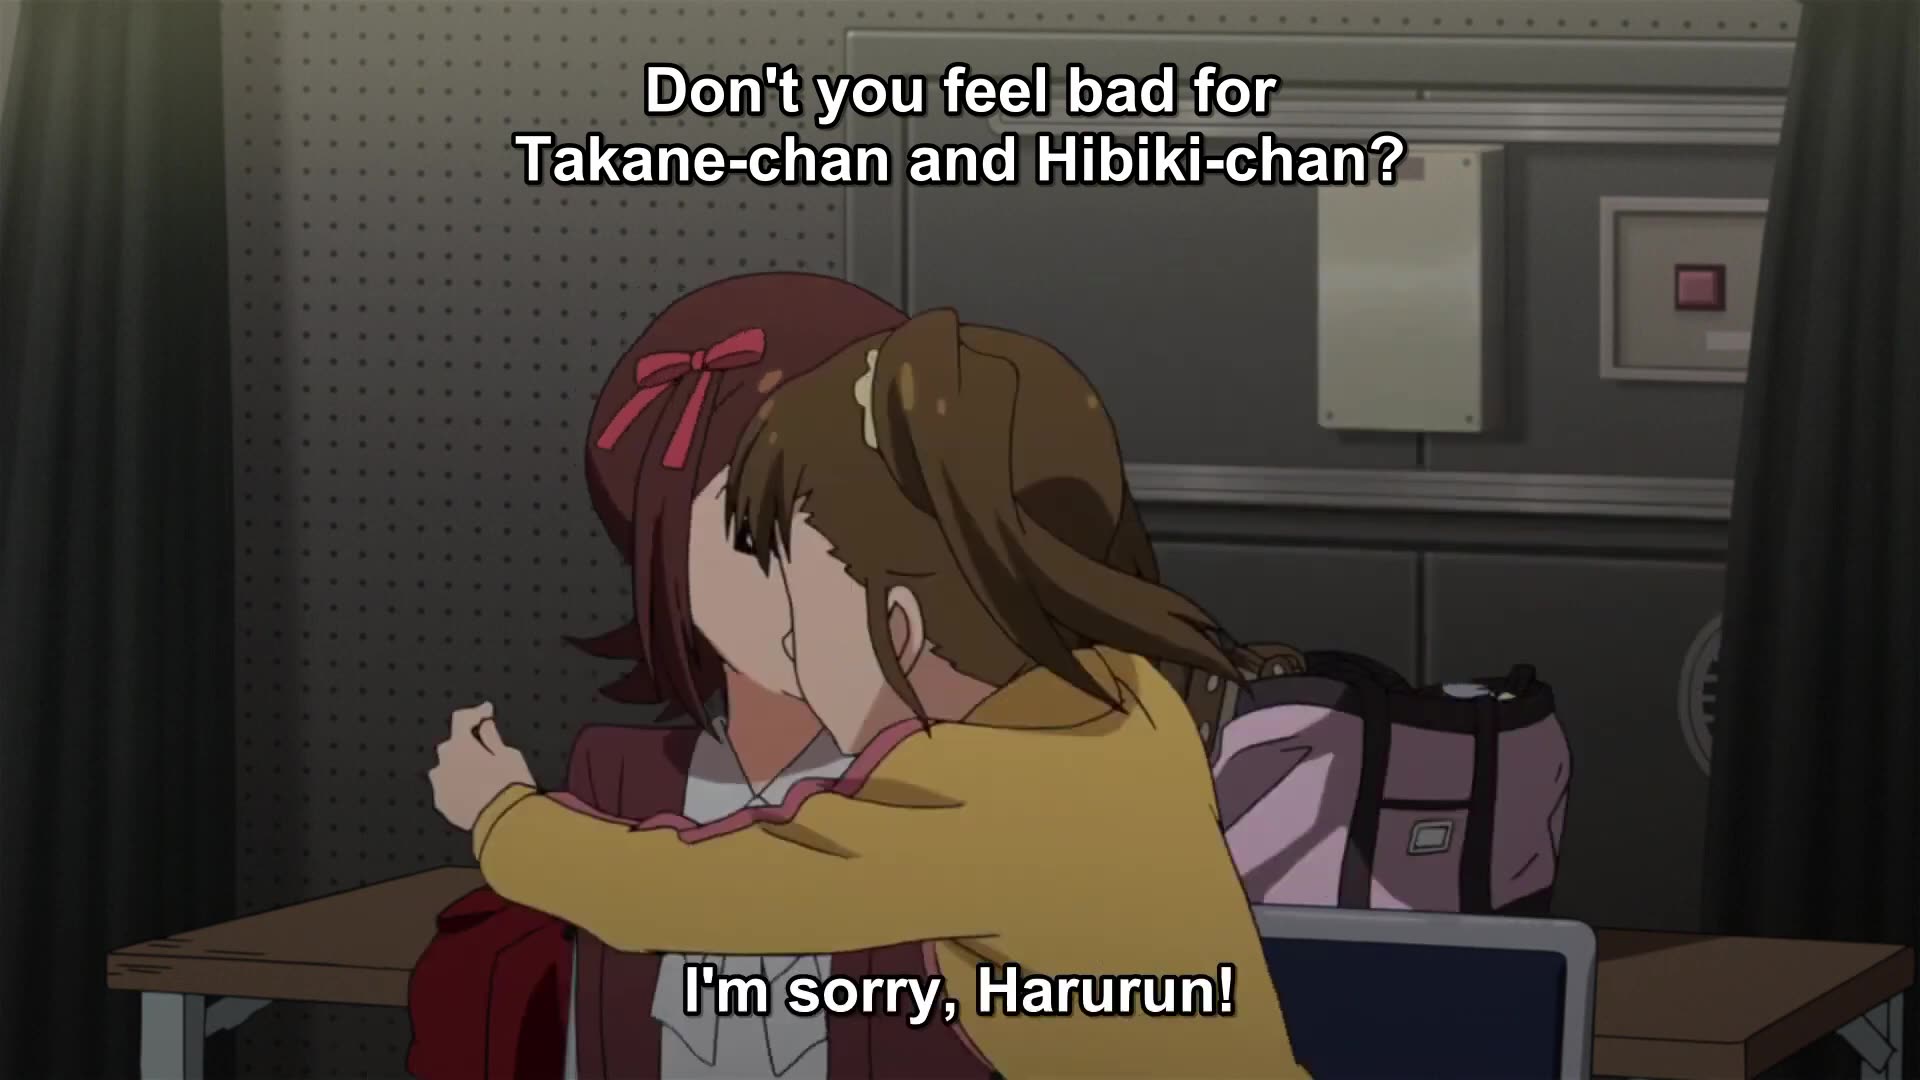 Don't you feel bad for
Takane-chan and Hibiki-chan?
I'm sorry, Harurun!